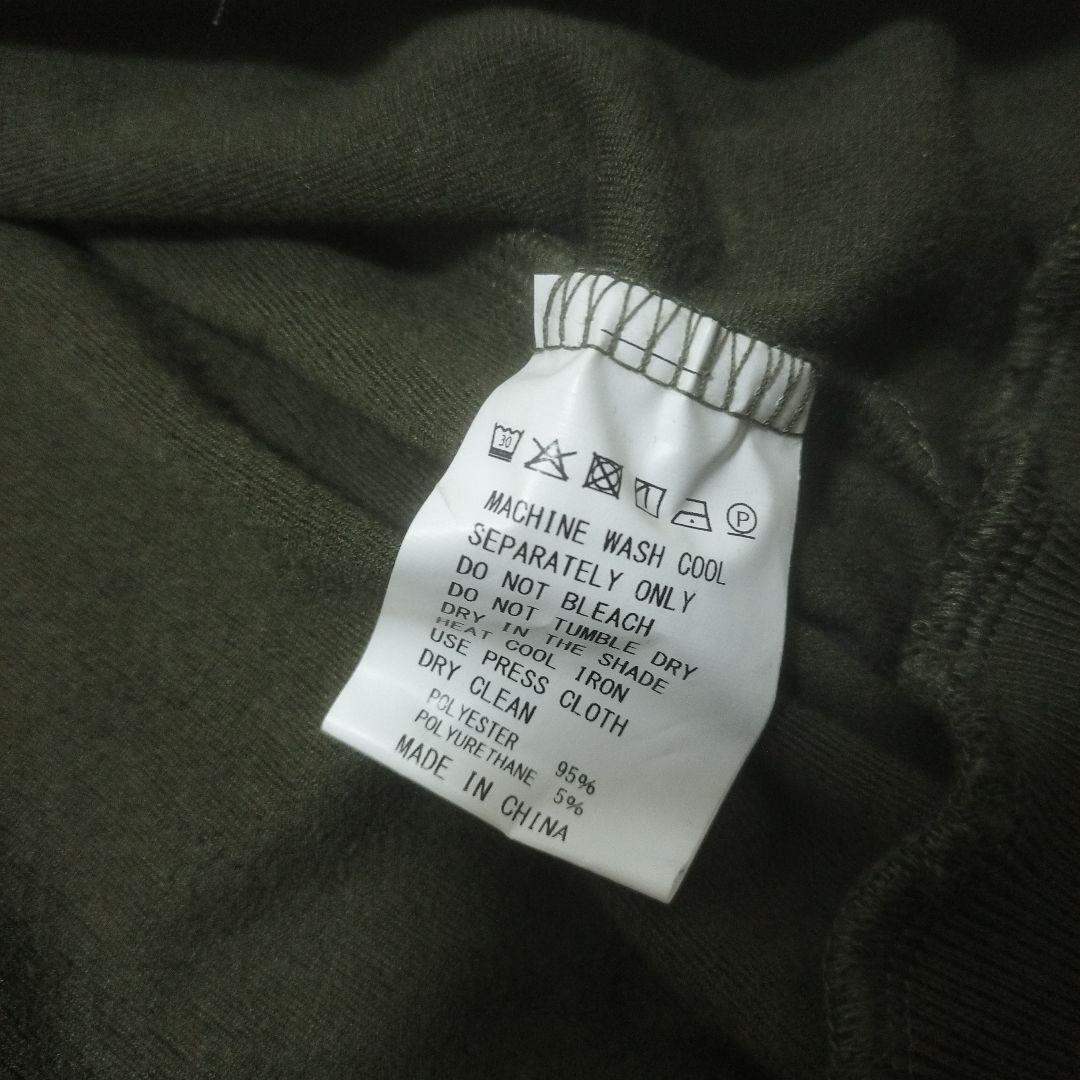 30
P
MACHINE WASH COOL
SEPARATELY ONLY
DO NOT BLEACH
DO NOT TUMBLE DRY
DRY IN THE SHADE
HEAT COOL IRON
USE PRESS CLOTH
DRY CLEAN
POLYESTER 95%
POLYURETHANE 5%
MADE IN CHINA